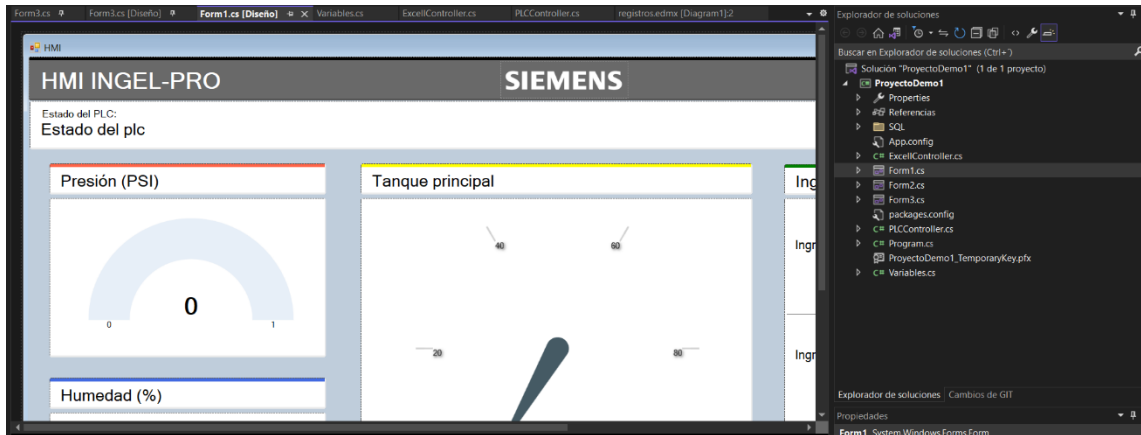 Form3.cs
Form3.cs [Diseño]
Form1.cs [Diseño]
Variables.cs
ExcellController.cs
PLCController.cs
registros.edmx [Diagram1]:2
HMI
HMI INGEL-PRO
SIEMENS
Estado del PLC:
Estado del plc
Presión (PSI)
0
0
1
Humedad (%)
Tanque principal
40
60
20
80
Ing
Ingr
Ingr
Explorador de soluciones
Buscar en Explorador de soluciones (Ctrl+¨)
Solución "ProyectoDemo1" (1 de 1 proyecto)
ProyectoDemo1
Properties
Referencias
SQL
App.config
C# ExcellController.cs
Form1.cs
Form2.cs
Form3.cs
packages.config
C# PLCController.cs
C# Program.cs
ProyectoDemo1_TemporaryKey.pfx
C# Variables.cs
Explorador de soluciones
Cambios de GIT
Propiedades
Form1 System.Windows.Forms.Form